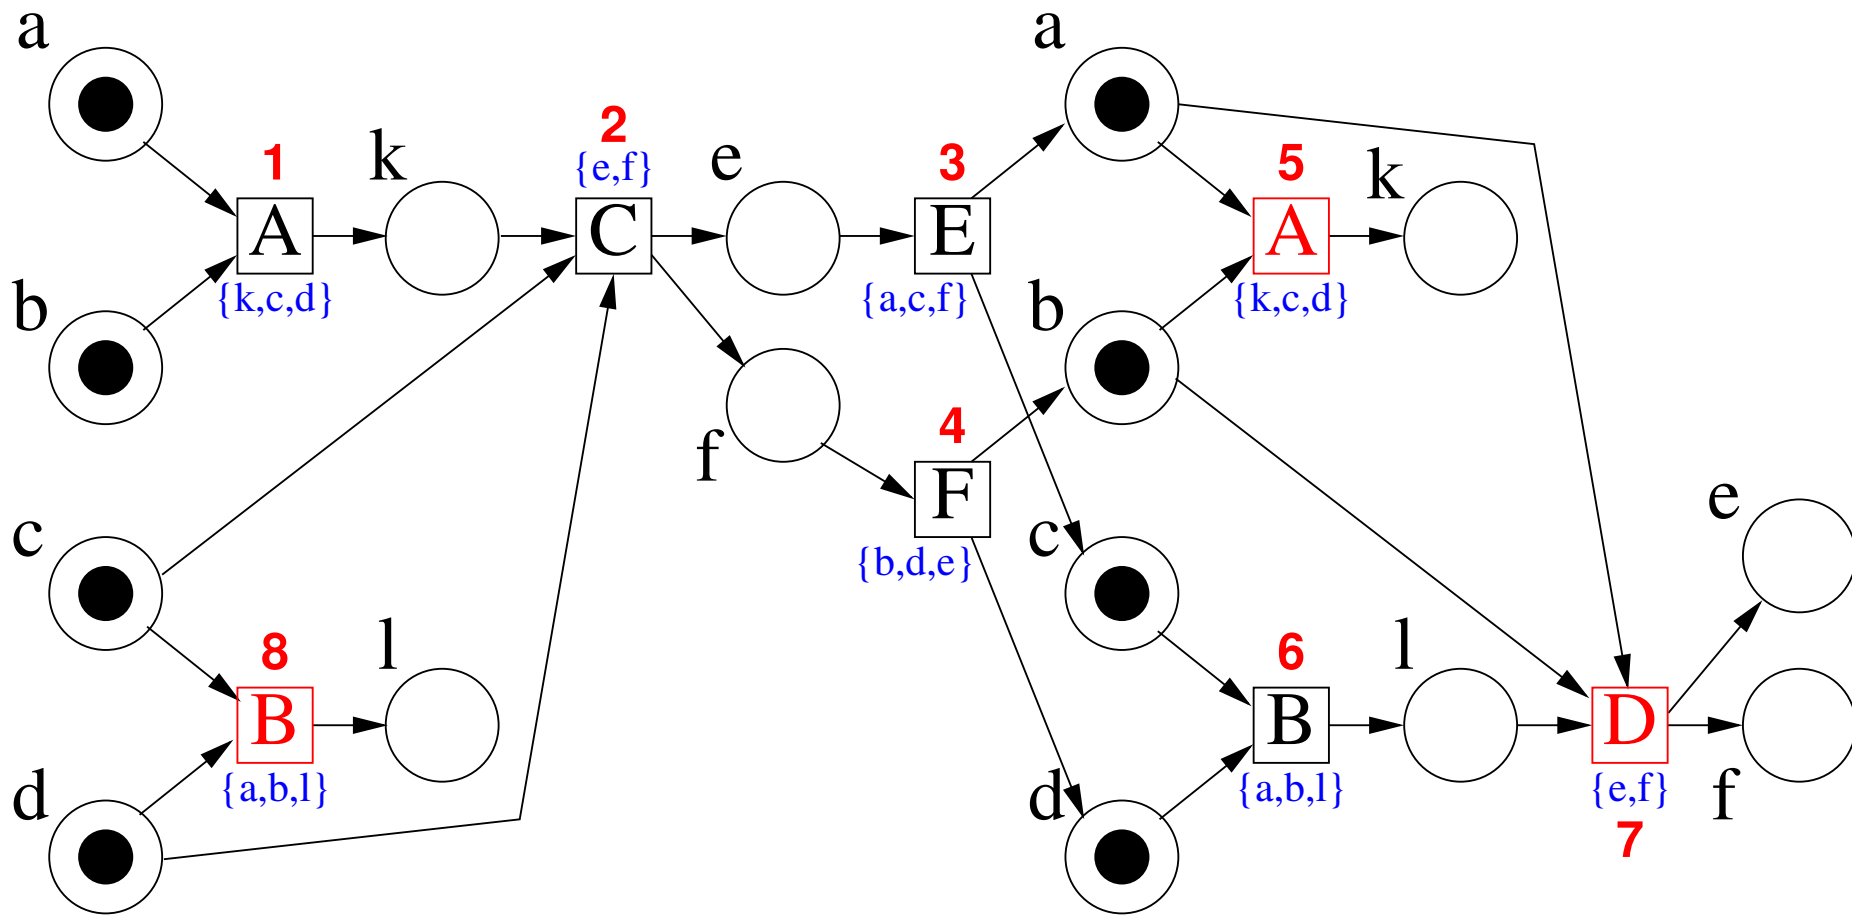 a
a
2
1
3
5
k
{e,f}
e
k
A
C
E
A
{k,c,d}
{a,c,f}
{k,c,d}
b
b
4
f
F
e
c
c
{b,d,e}
8
l
6
l
B
B
D
{a,b,l}
{a,b,l}
{e,f}
d
d
f
7